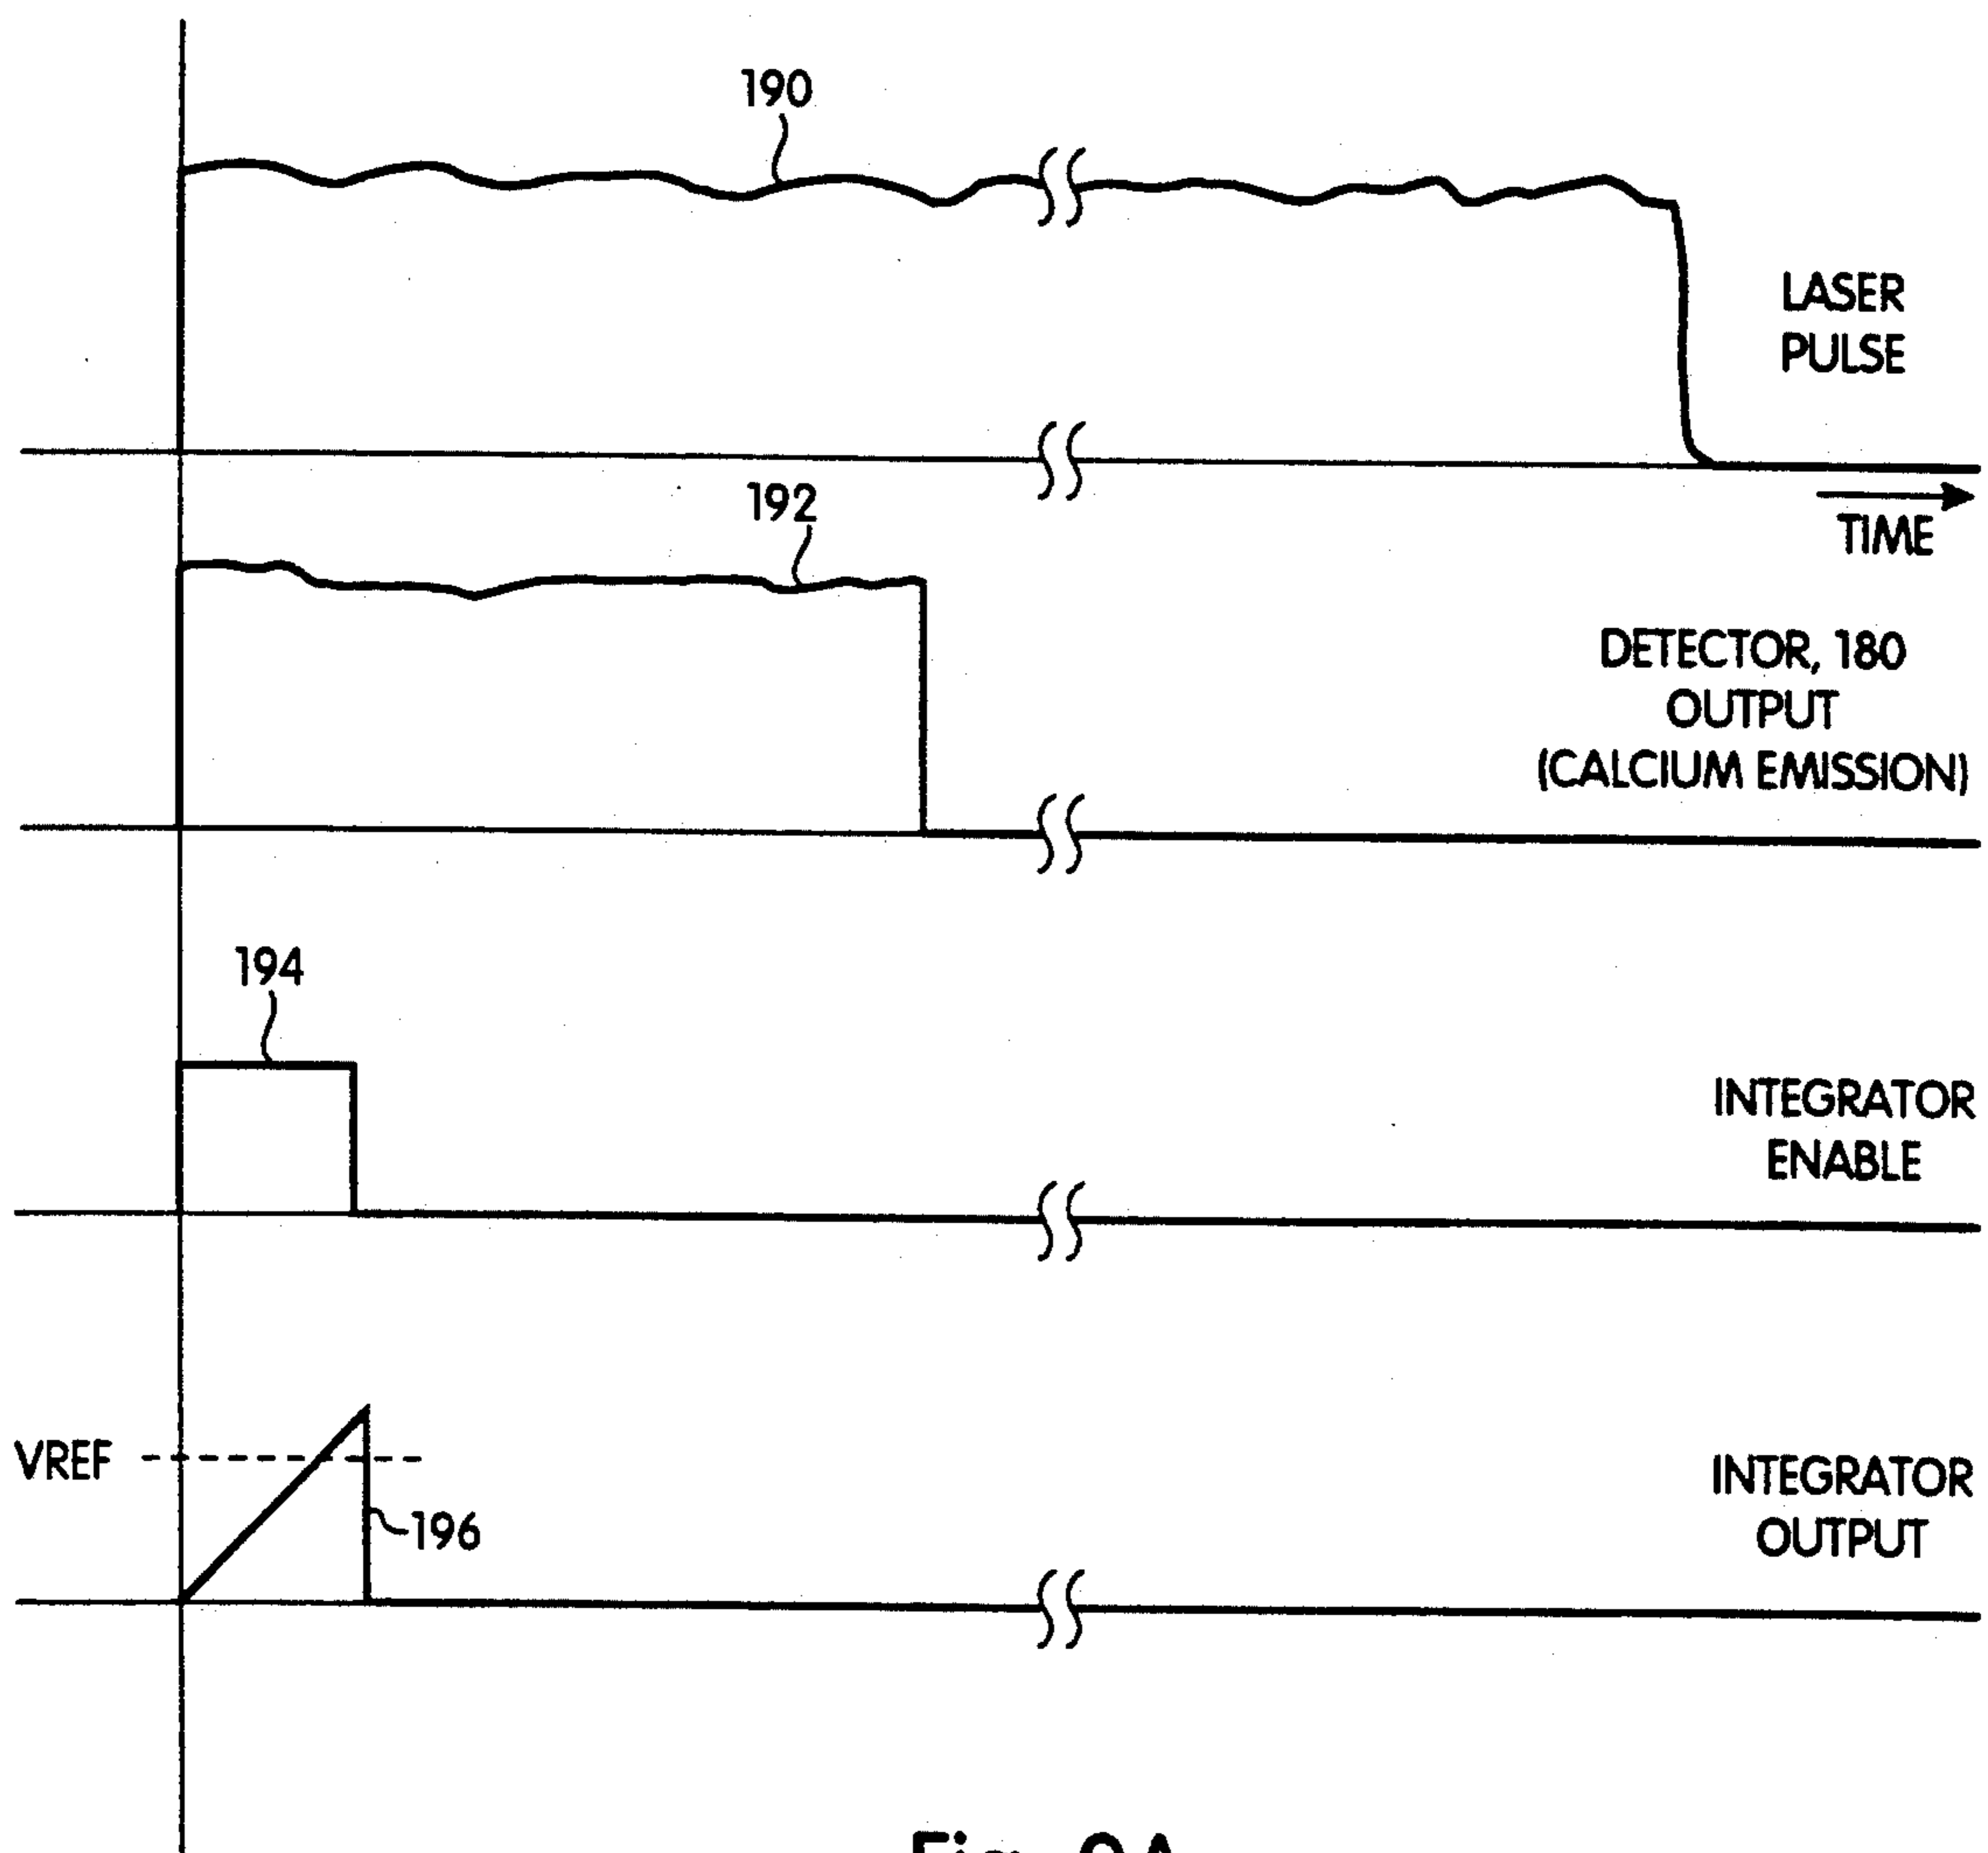 190
LASER
PULSE
TIME
192
DETECTOR, 180
OUTPUT
(CALCIUM EMISSION)
194
INTEGRATOR
ENABLE
VREF
196
INTEGRATOR
OUTPUT